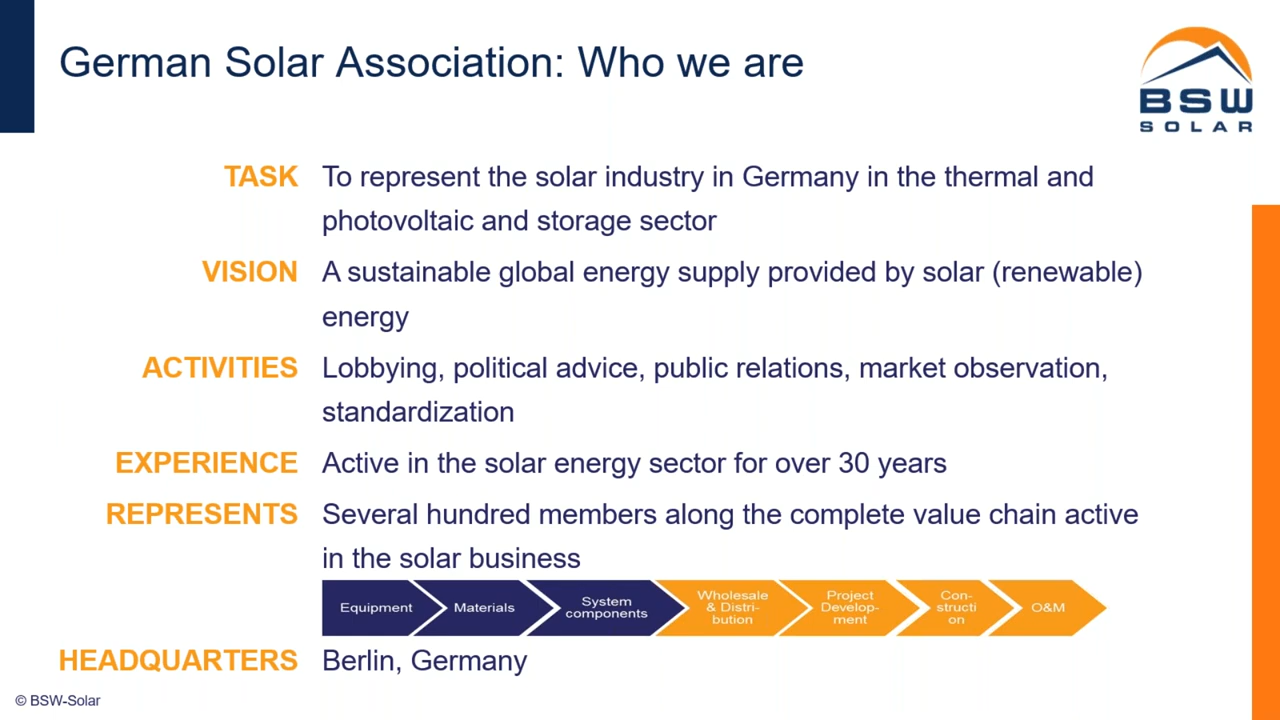 German Solar Association: Who we are
BSW
SOLAR
TASK To represent the solar industry in Germany in the thermal and
photovoltaic and storage sector
VISION A sustainable global energy supply provided by solar (renewable)
energy
ACTIVITIES Lobbying, political advice, public relations, market observation,
standardization
EXPERIENCE Active in the solar energy sector for over 30 years
REPRESENTS Several hundred members along the complete value chain active
in the solar business
Equipment
Materials
System
components
Wholesale
& Distri-
bution
Project
Develop-
ment
Con-
structi
on
O&M
HEADQUARTERS Berlin, Germany
© BSW-Solar